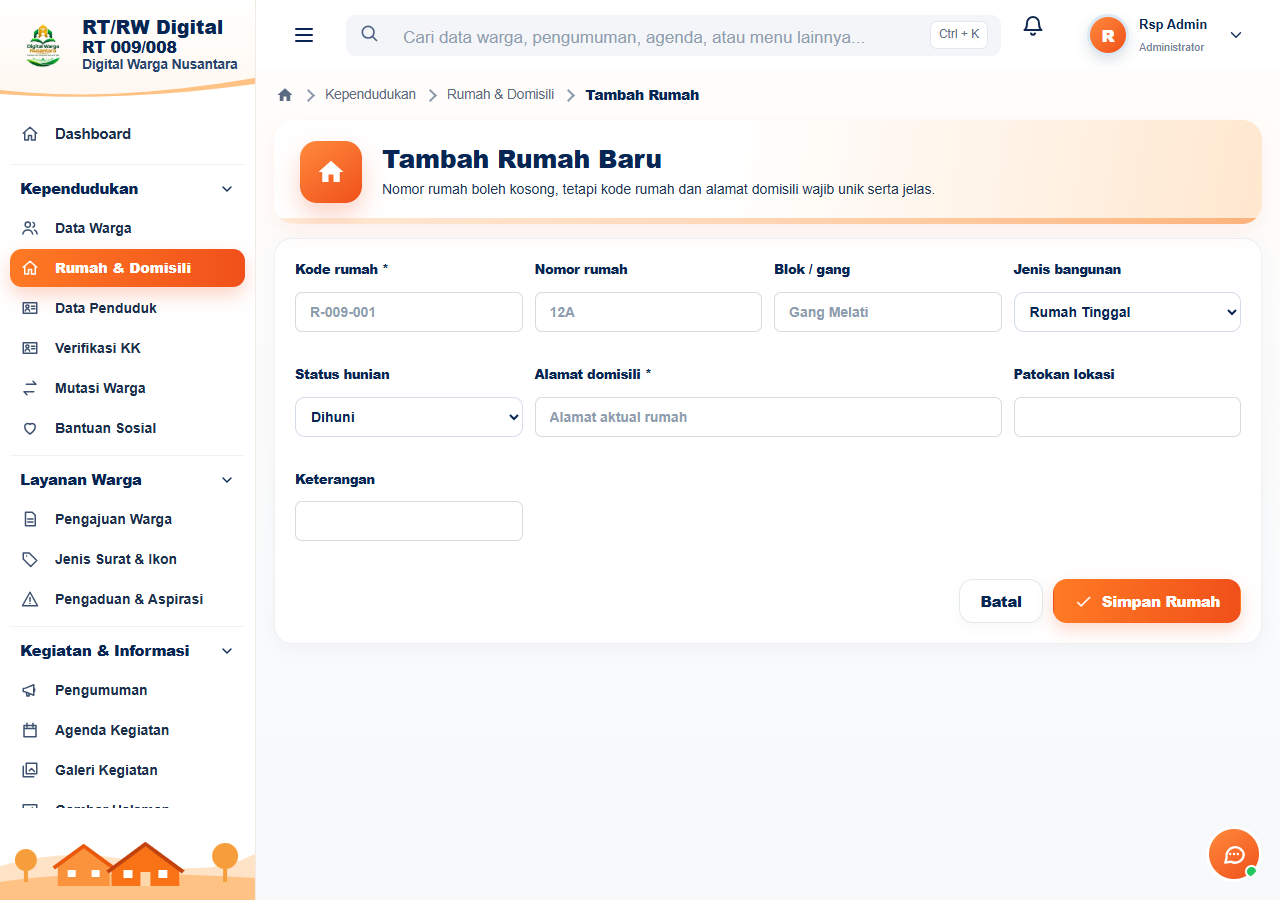 RT/RW Digital
RT 009/008
Digital Warga Nusantara
Digital Warga
Nusantara
Cari data warga, pengumuman, agenda, atau menu lainnya...
Ctrl + K
R
Rsp Admin
Administrator
Kependudukan
Rumah & Domisili
Tambah Rumah
Dashboard
Kependudukan
Data Warga
Rumah & Domisili
Data Penduduk
Verifikasi KK
Mutasi Warga
Bantuan Sosial
Layanan Warga
Pengajuan Warga
Jenis Surat & Ikon
Pengaduan & Aspirasi
Kegiatan & Informasi
Pengumuman
Agenda Kegiatan
Galeri Kegiatan
Tambah Rumah Baru
Nomor rumah boleh kosong, tetapi kode rumah dan alamat domisili wajib unik serta jelas.
Kode rumah *
Nomor rumah
Blok / gang
Jenis bangunan
R-009-001
12A
Gang Melati
Rumah Tinggal
Status hunian
Alamat domisili *
Patokan lokasi
Dihuni
Alamat aktual rumah
Keterangan
Batal
Simpan Rumah